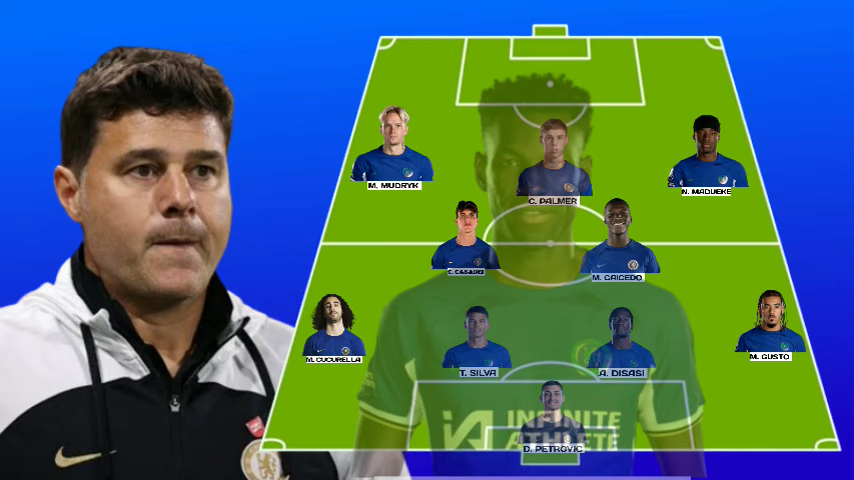 M. MUDRYK
C. PALMER
N. MADUEKE
C. CASADEI
M. CAICEDO
M. CUCURELLA
T. SILVA
A. DISASI
M. GUSTO
INFINITE
ATHLETE
D. PETROVIC